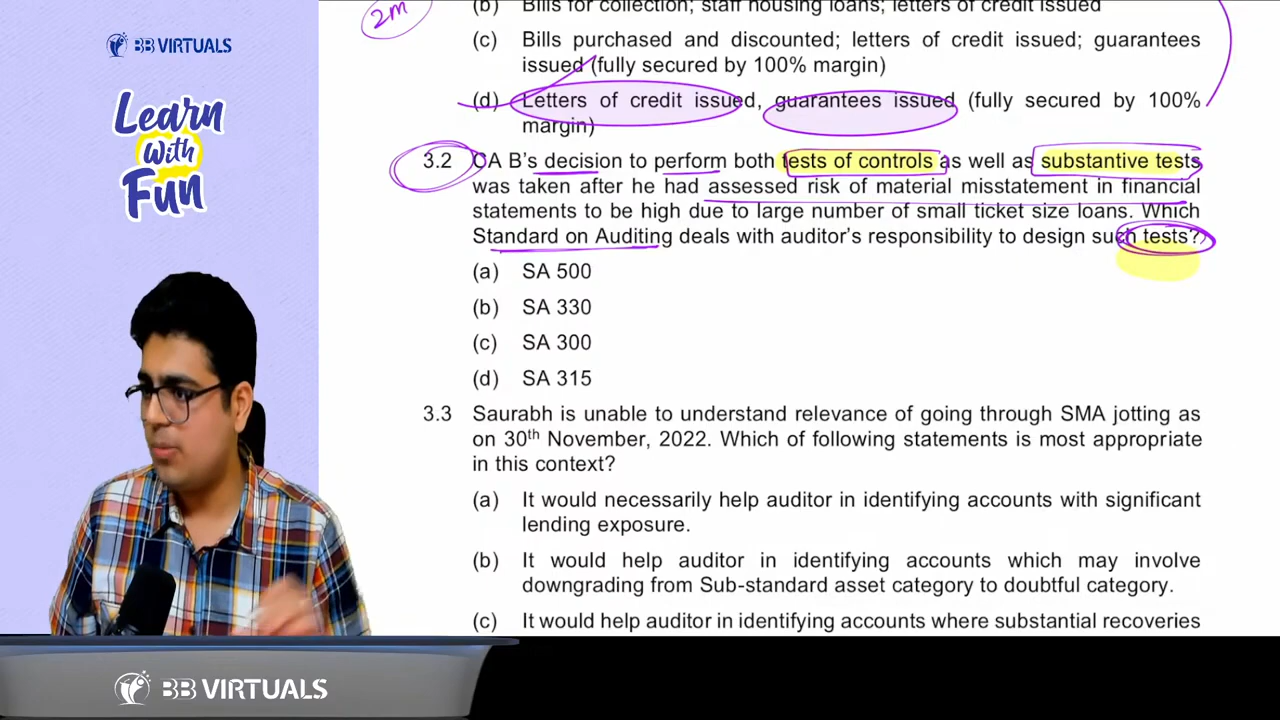 2m
BB VIRTUALS
Learn
With
Fun
(b) Bills for collection; staff housing loans; letters of credit issued
(c) Bills purchased and discounted; letters of credit issued; guarantees
issued (fully secured by 100% margin)
(d) Letters of credit issued, guarantees issued (fully secured by 100%
margin)
3.2 CA B's decision to perform both tests of controls as well as substantive tests
was taken after he had assessed risk of material misstatement in financial
statements to be high due to large number of small ticket size loans. Which
Standard on Auditing deals with auditor's responsibility to design such tests?
(a) SA 500
(b) SA 330
(c) SA 300
(d) SA 315
3.3 Saurabh is unable to understand relevance of going through SMA jotting as
on 30th November, 2022. Which of following statements is most appropriate
in this context?
(a) It would necessarily help auditor in identifying accounts with significant
lending exposure.
(b) It would help auditor in identifying accounts which may involve
downgrading from Sub-standard asset category to doubtful category.
(c) It would help auditor in identifying accounts where substantial recoveries
BB VIRTUALS